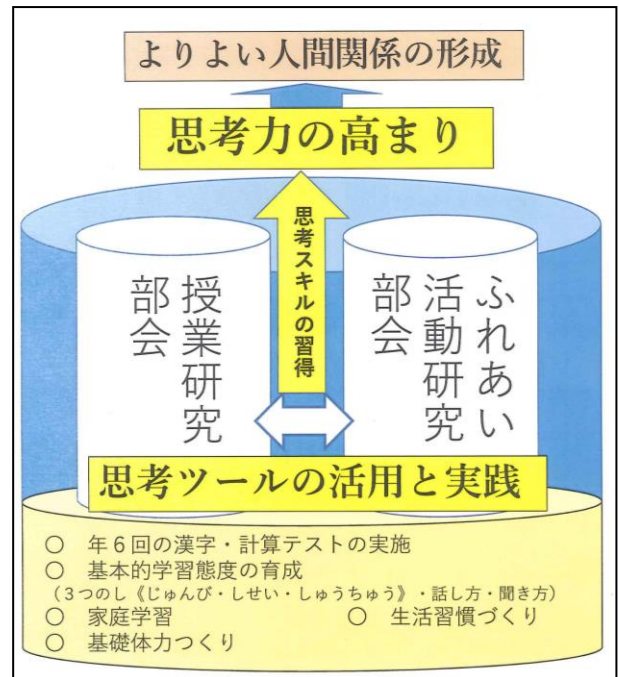 よりよい人間関係の形成
思考力の高まり
思考スキルの習得
授業研究
部会
ふれあい
活動研究
部会
思考ツールの活用と実践
○ 年6回の漢字・計算テストの実施
○ 基本的学習態度の育成
（3つのし《じゅんび・しせい・しゅうちゅう》・話し方・聞き方）
○ 家庭学習 ○ 生活習慣づくり
○ 基礎体力つくり